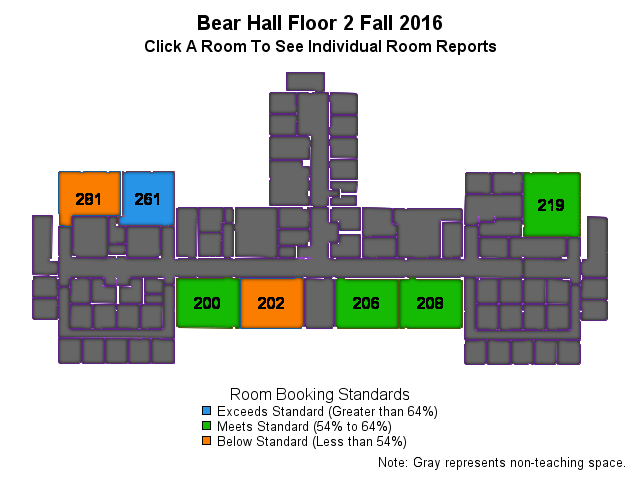 Bear Hall Floor 2 Fall 2016
Click A Room To See Individual Room Reports
261
219
200
202
206
208
Room Booking Standards
Exceeds Standard (Greater than 64%)
Meets Standard (54% to 64%)
Below Standard (Less than 54%)
Note: Gray represents non-teaching space.